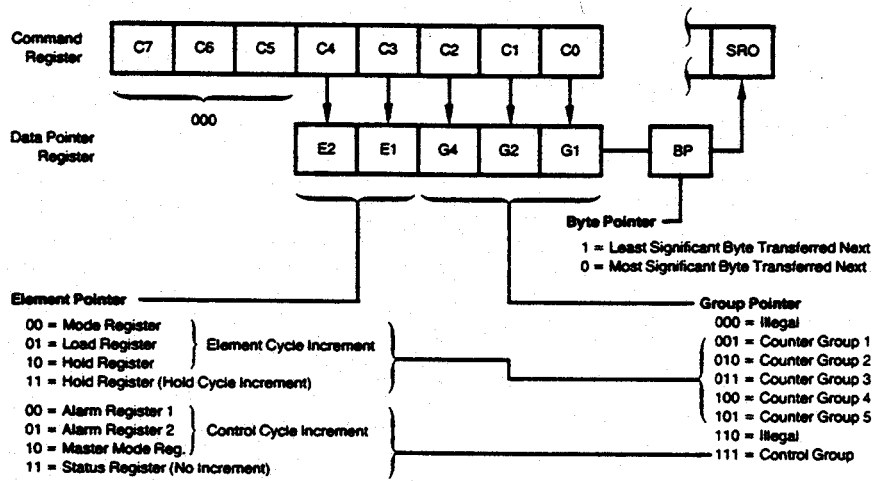 Command
Register
C7 C6 C5 C4 C3 C2 C1 C0
SRO
000
Data Pointer
Register
E2 E1 G4 G2 G1
BP
Byte Pointer
1 = Least Significant Byte Transferred Next
0 = Most Significant Byte Transferred Next
Element Pointer
00 = Mode Register
01 = Load Register
10 = Hold Register
Element Cycle Increment
11 = Hold Register (Hold Cycle Increment)
00 = Alarm Register 1
01 = Alarm Register 2
10 = Master Mode Reg.
Control Cycle Increment
11 = Status Register (No Increment)
Group Pointer
000 = Illegal
001 = Counter Group 1
010 = Counter Group 2
011 = Counter Group 3
100 = Counter Group 4
101 = Counter Group 5
110 = Illegal
111 = Control Group